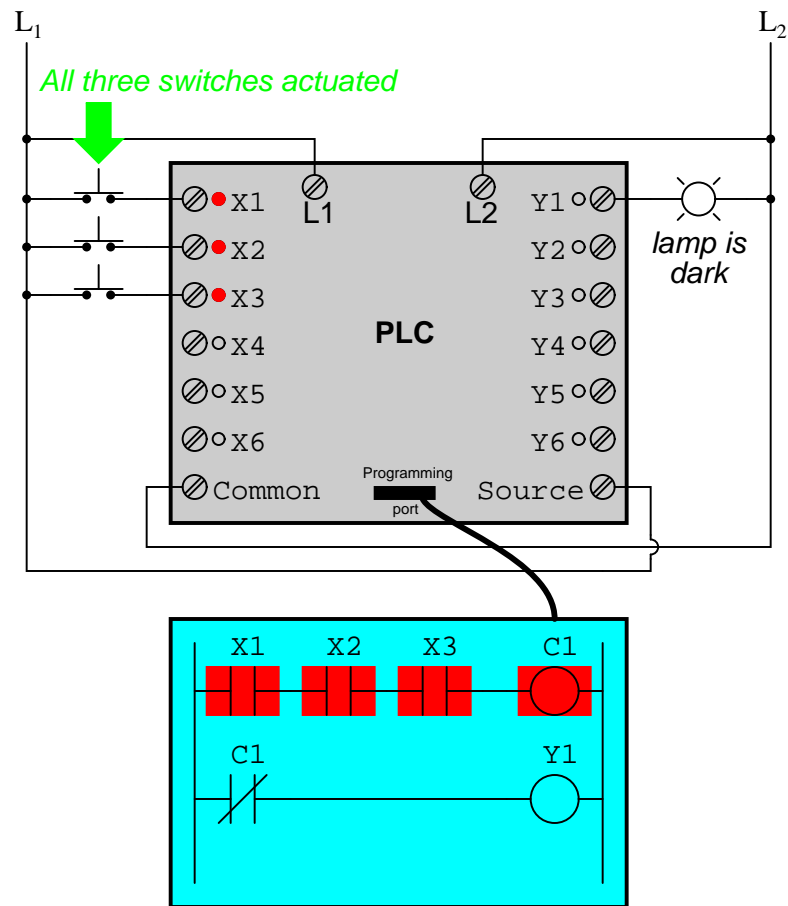 L1 L2
All three switches actuated
X1 L1 L2 Y1
X2 Y2
lamp is
dark
X3 Y3
PLC
X4 Y4
X5 Y5
X6 Y6
Common Programming
port Source
X1 X2 X3 C1
C1 Y1